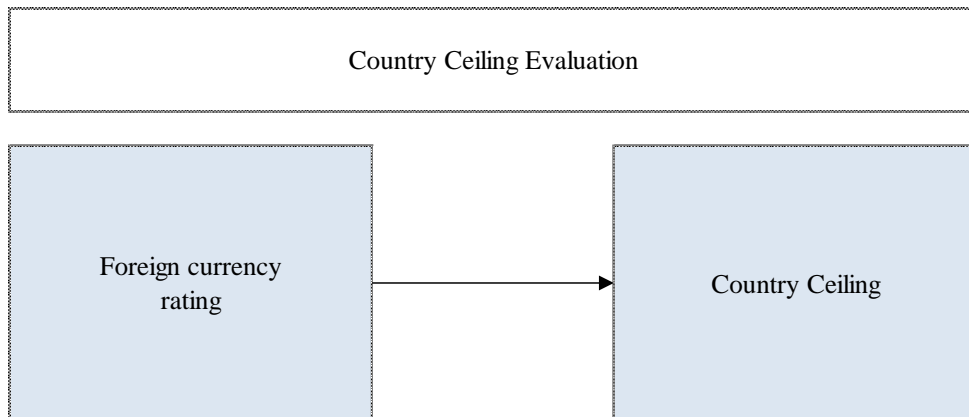 Country Ceiling Evaluation
Foreign currency
rating
Country Ceiling